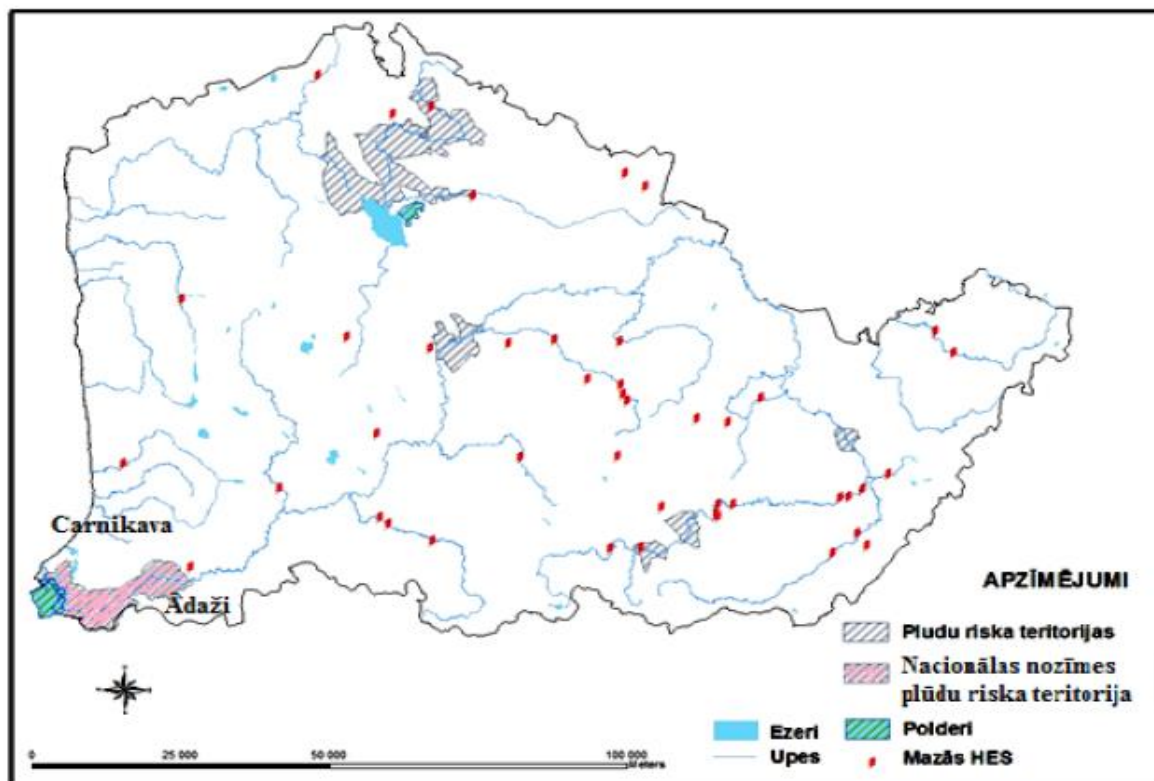 Carnikava
Ādaži
APZĪMĒJUMI
Pludu riska teritorijas
Nacionālas nozīmes
plūdu riska teritorija
Ezeri
Polderi
Upes
Mazās HES
0 25 000 50 000 100 000
Meters